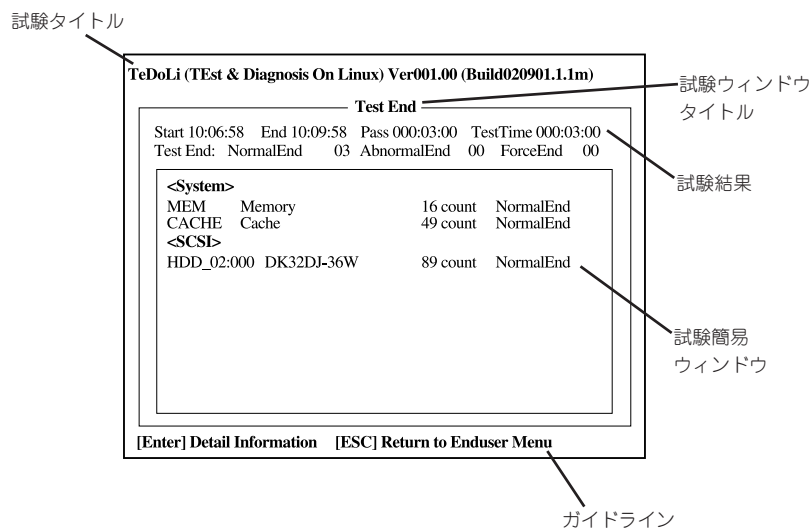 試験タイトル
TeDoLi (TEst & Diagnosis On Linux) Ver001.00 (Build020901.1.1m)
試験ウィンドウ
タイトル
Test End
Start 10:06:58 End 10:09:58 Pass 000:03:00 TestTime 000:03:00
Test End: NormalEnd 03 AbnormalEnd 00 ForceEnd 00
試験結果
<System>
MEM Memory 16 count NormalEnd
CACHE Cache 49 count NormalEnd
<SCSI>
HDD_02:000 DK32DJ-36W 89 count NormalEnd
試験簡易
ウィンドウ
[Enter] Detail Information [ESC] Return to Enduser Menu
ガイドライン